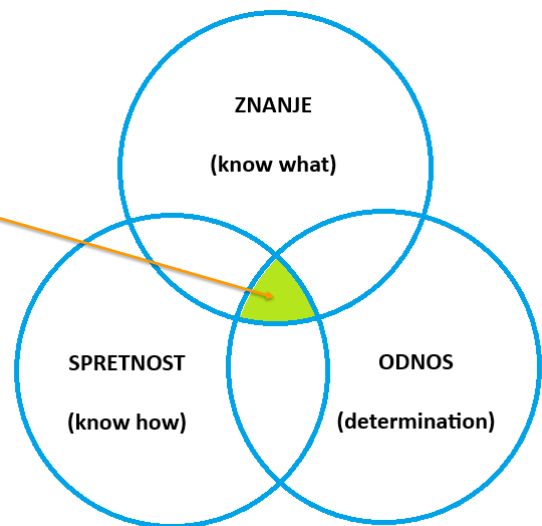 ZNANJE
(know what)
SPRETNOST
(know how)
ODNOS
(determination)